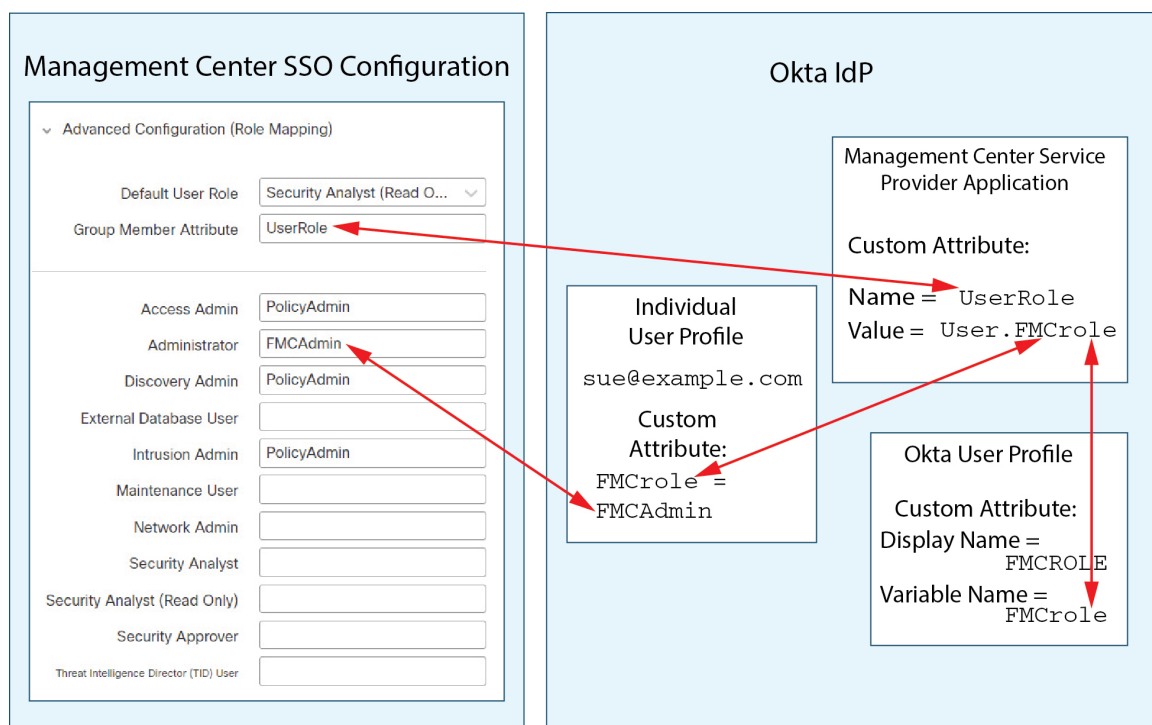 Management Center SSO Configuration
Advanced Configuration (Role Mapping)
Default User Role
Security Analyst (Read O...
Group Member Attribute
UserRole
Access Admin
PolicyAdmin
Administrator
FMCAdmin
Discovery Admin
PolicyAdmin
External Database User
Intrusion Admin
PolicyAdmin
Maintenance User
Network Admin
Security Analyst
Security Analyst (Read Only)
Security Approver
Threat Intelligence Director (TID) User
Okta IdP
Individual
User Profile
sue@example.com
Custom
Attribute:
FMCrole =
FMCAdmin
Management Center Service
Provider Application
Custom Attribute:
Name = UserRole
Value = User.FMCrole
Okta User Profile
Custom Attribute:
Display Name =
FMCROLE
Variable Name =
FMCrole